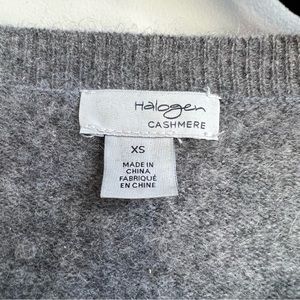 Halogen
CASHMERE
XS
MADE IN
CHINA
FABRIQUÉ
EN CHINE